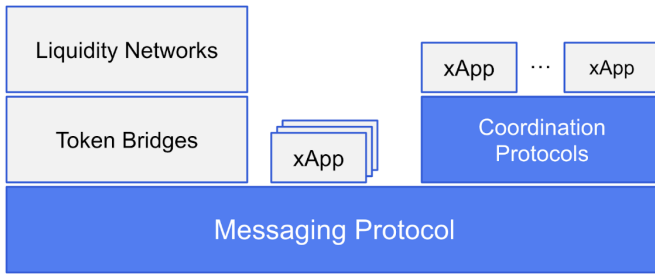 Liquidity Networks
Token Bridges
xApp
xApp
...
xApp
Coordination
Protocols
Messaging Protocol